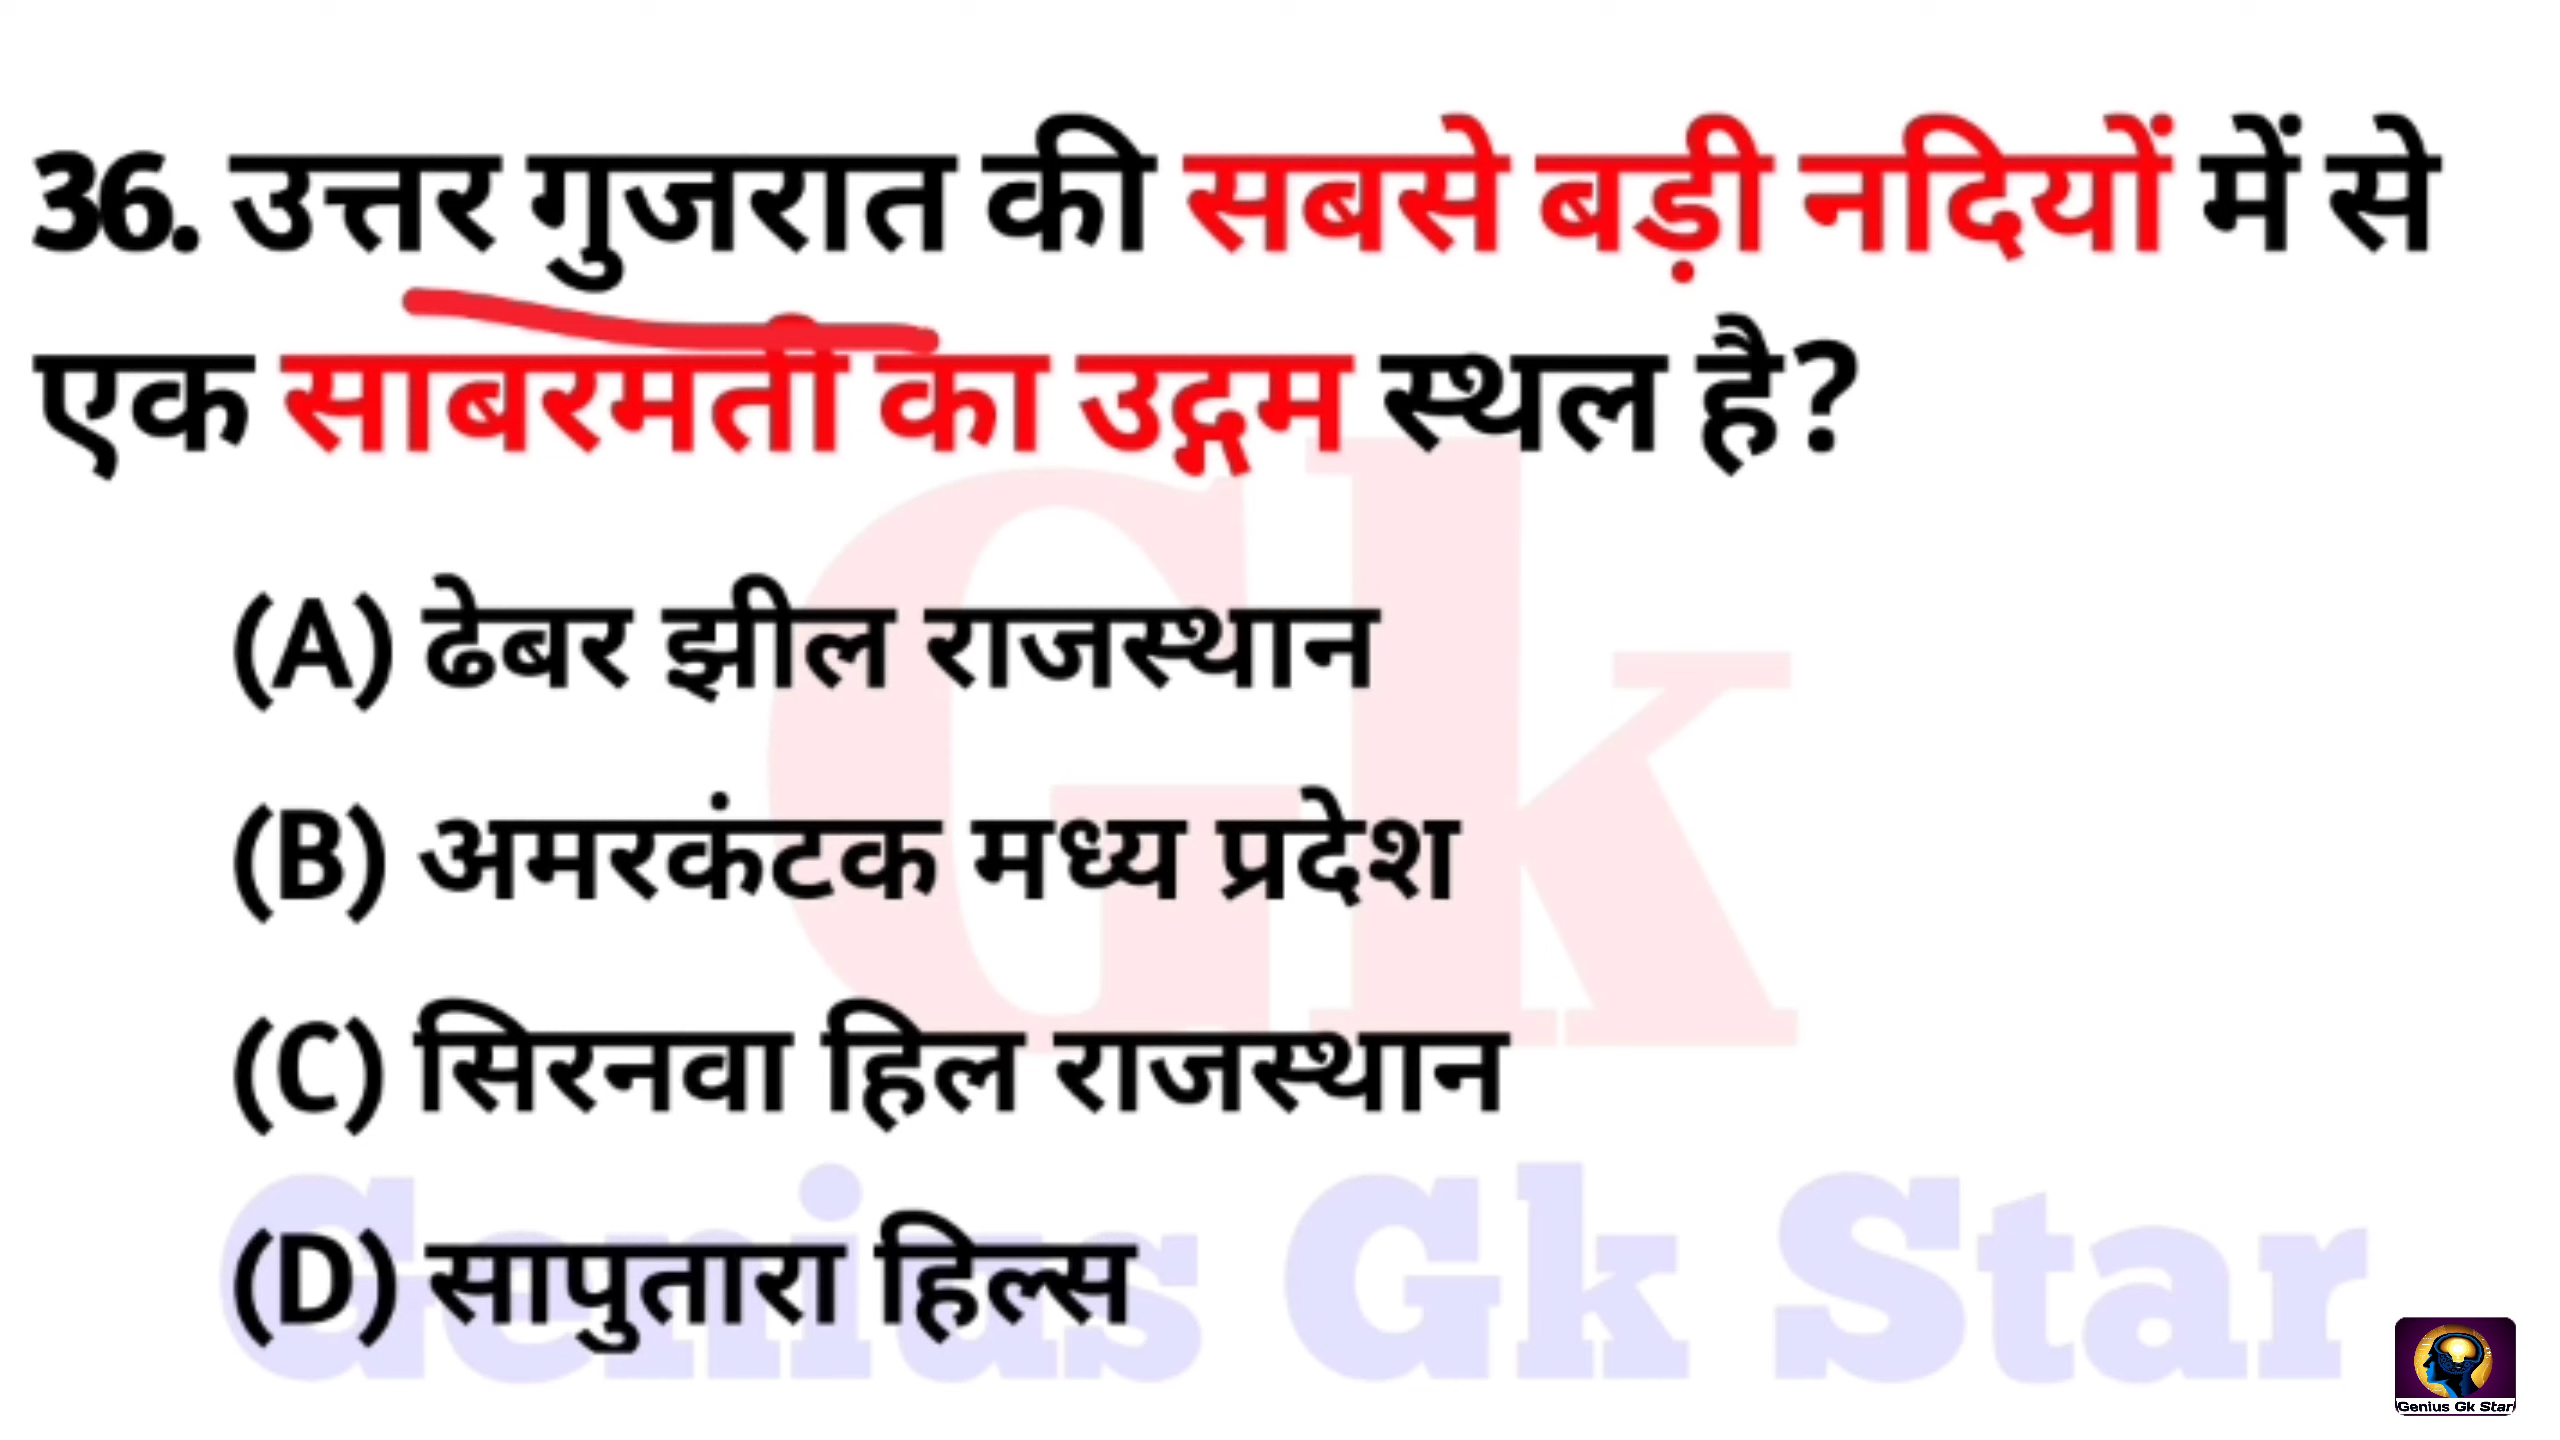 36. उत्तर गुजरात की सबसे बड़ी नदियों में से
एक साबरमती का उद्गम स्थल है?
(A) ढेबर झील राजस्थान
(B) अमरकंटक मध्य प्रदेश
(C) सिरनवा हिल राजस्थान
(D) सापुतारा हिल्स
Gk
Genius Gk Star
Genius Gk Star